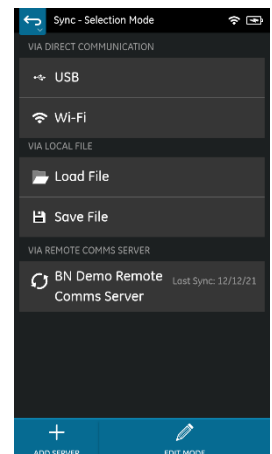 Sync - Selection Mode
VIA DIRECT COMMUNICATION
USB
Wi-Fi
VIA LOCAL FILE
Load File
Save File
VIA REMOTE COMMS SERVER
BN Demo Remote Last Sync: 12/12/21
Comms Server
ADD SERVER EDIT MODE